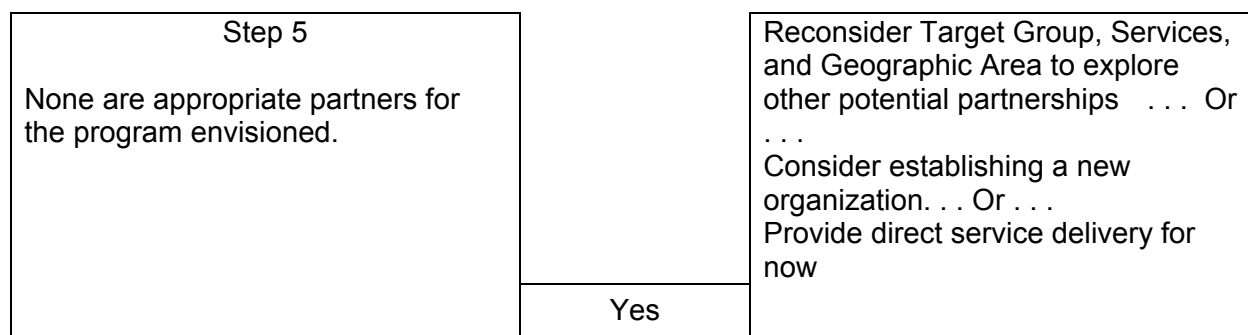 Step 5
None are appropriate partners for
the program envisioned.
Yes
Reconsider Target Group, Services,
and Geographic Area to explore
other potential partnerships . . . Or
. . .
Consider establishing a new
organization. . . Or . . .
Provide direct service delivery for
now